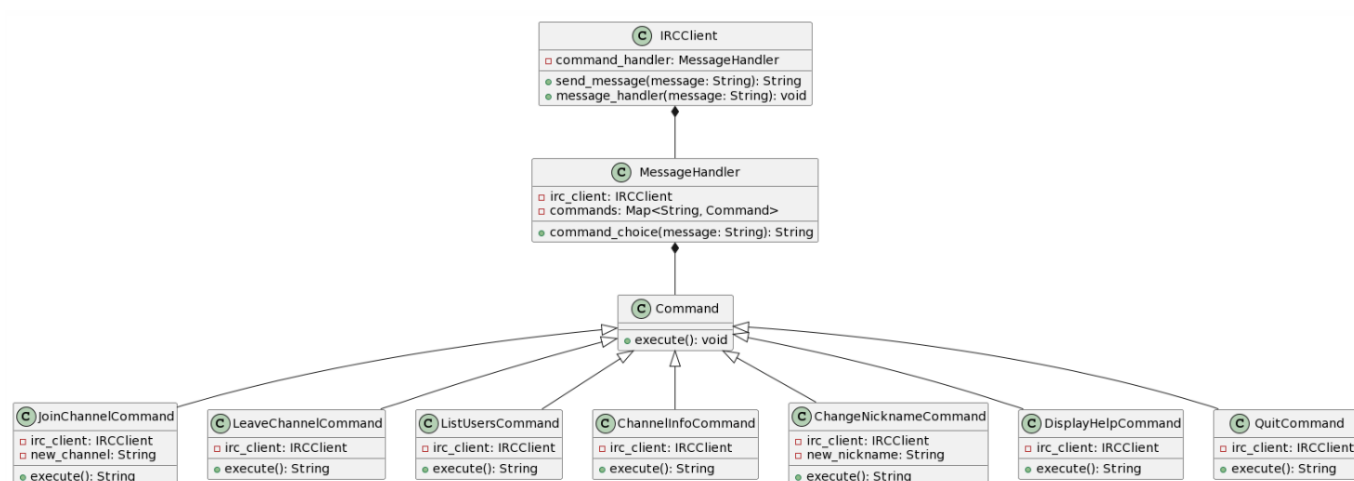 C IRCClient
command_handler: MessageHandler
send_message(message: String): String
message_handler(message: String): void
C MessageHandler
irc_client: IRCClient
commands: Map<String, Command>
command_choice(message: String): String
C Command
execute(): void
C JoinChannelCommand
irc_client: IRCClient
new_channel: String
execute(): String
C LeaveChannelCommand
irc_client: IRCClient
execute(): String
C ListUsersCommand
irc_client: IRCClient
execute(): String
C ChannelInfoCommand
irc_client: IRCClient
execute(): String
C ChangeNicknameCommand
irc_client: IRCClient
new_nickname: String
execute(): String
C DisplayHelpCommand
irc_client: IRCClient
execute(): String
C QuitCommand
irc_client: IRCClient
execute(): String